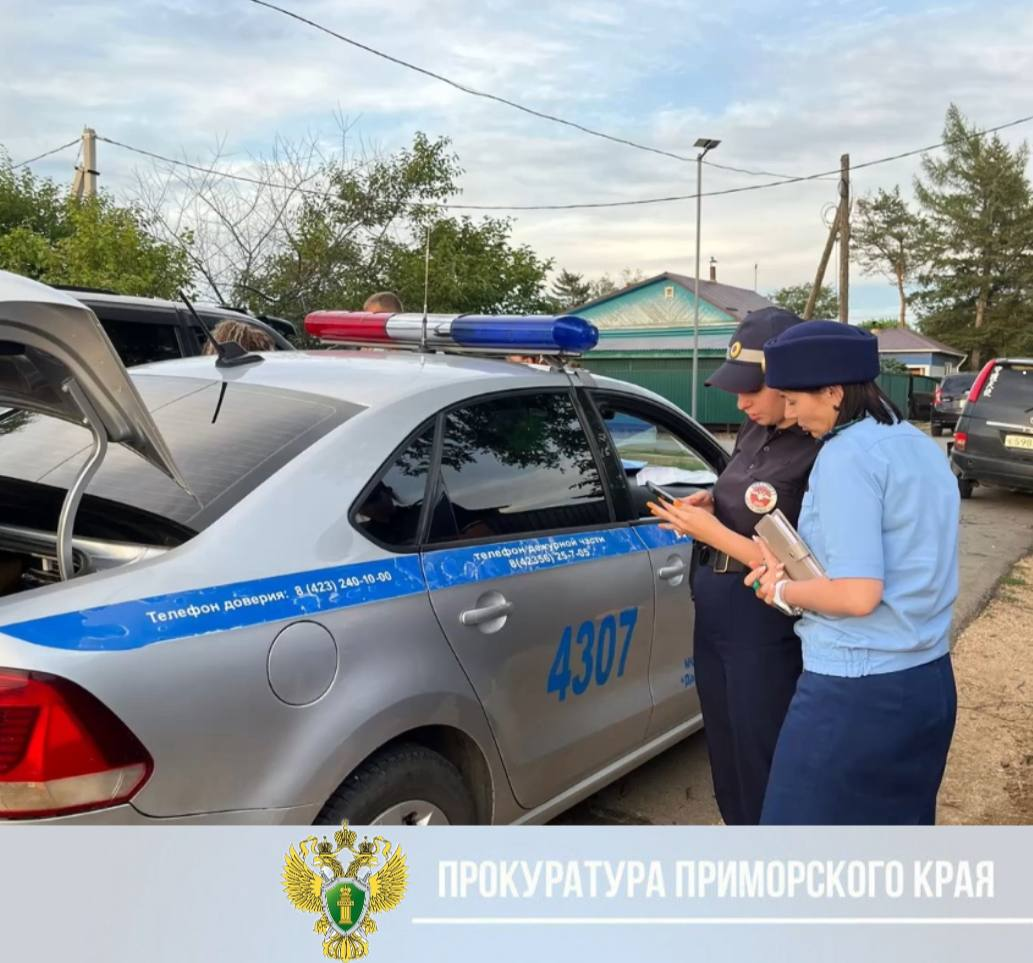 Телефон доверия: 8 (423) 240-10-00
телефон дежурной части
8(42356) 25-7-05
4307
ПРОКУРАТУРА ПРИМОРСКОГО КРАЯ